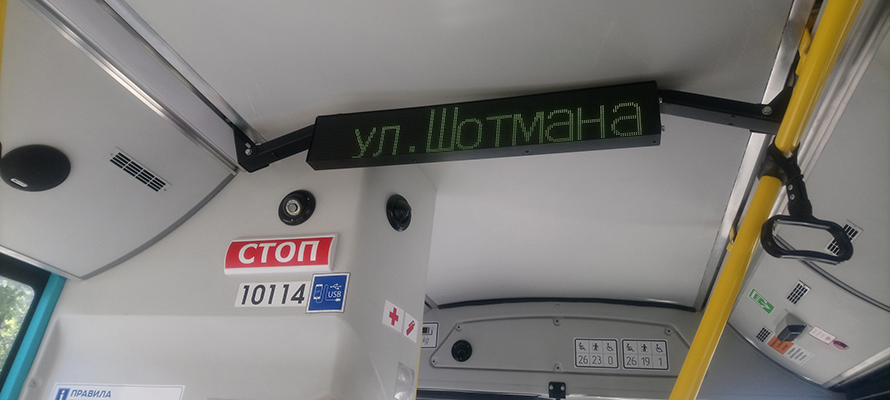 ул. Шотмана
СТОП
10114
USB
26 23 0
26 19 1
ПРАВИЛА